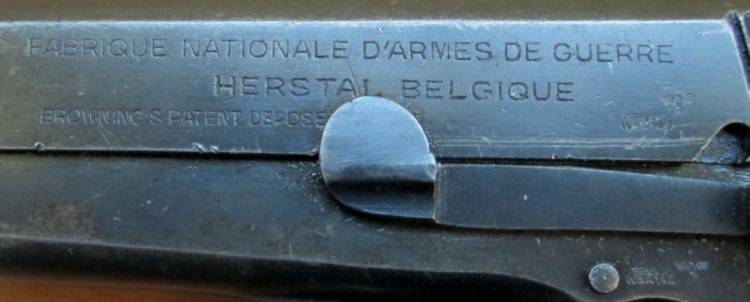 FABRIQUE NATIONALE D'ARMES DE GUERRE
HERSTAL BELGIQUE
BROWNING'S PATENT DEPOSE